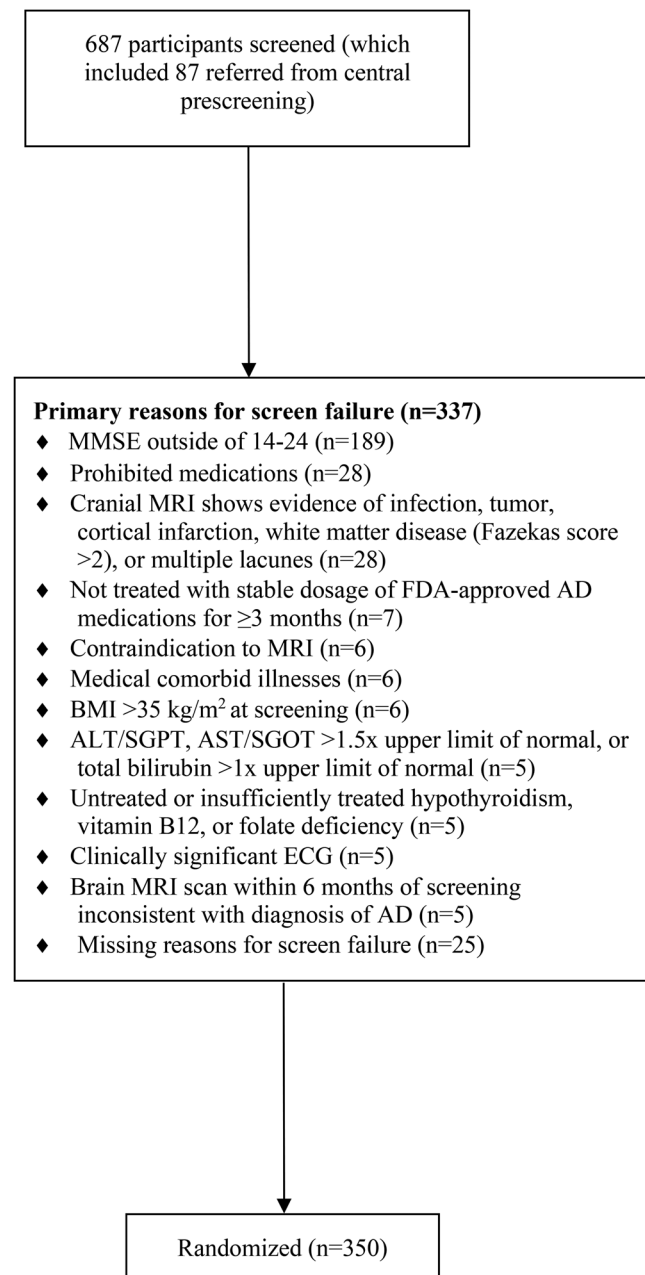 687 participants screened (which
included 87 referred from central
prescreening)
Primary reasons for screen failure (n=337)
♦ MMSE outside of 14-24 (n=189)
♦ Prohibited medications (n=28)
♦ Cranial MRI shows evidence of infection, tumor,
cortical infarction, white matter disease (Fazekas score
>2), or multiple lacunes (n=28)
♦ Not treated with stable dosage of FDA-approved AD
medications for ≥3 months (n=7)
♦ Contraindication to MRI (n=6)
♦ Medical comorbid illnesses (n=6)
♦ BMI >35 kg/m² at screening (n=6)
♦ ALT/SGPT, AST/SGOT >1.5x upper limit of normal, or
total bilirubin >1x upper limit of normal (n=5)
♦ Untreated or insufficiently treated hypothyroidism,
vitamin B12, or folate deficiency (n=5)
♦ Clinically significant ECG (n=5)
♦ Brain MRI scan within 6 months of screening
inconsistent with diagnosis of AD (n=5)
♦ Missing reasons for screen failure (n=25)
Randomized (n=350)